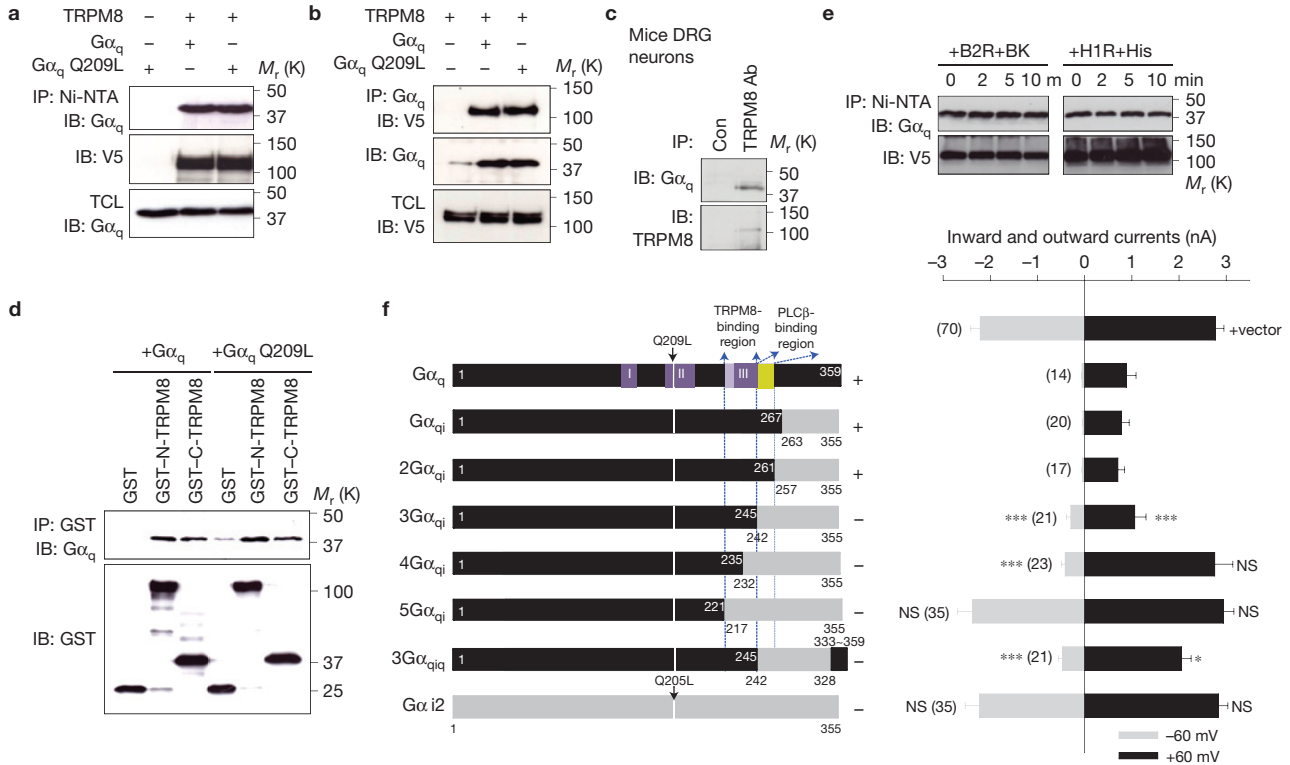 a
TRPM8 – + +
Gαq – + –
Gαq Q209L + – + Mr (K)
IP: Ni-NTA
IB: Gαq
50
37
IB: V5
150
100
TCL
IB: Gαq
50
37
b
TRPM8 + + +
Gαq – + –
Gαq Q209L – – + Mr (K)
IP: Gαq
IB: V5
150
100
IB: Gαq
50
37
TCL
IB: V5
150
100
c
Mice DRG
neurons
IP: Con TRPM8 Ab Mr (K)
IB: Gαq
50
37
IB:
TRPM8
150
100
e
+B2R+BK +H1R+His
0 2 5 10 m 0 2 5 10 min
IP: Ni-NTA
IB: Gαq
50
37
IB: V5
150
100
Mr (K)
d
+Gαq +Gαq Q209L
GST GST–N-TRPM8 GST–C-TRPM8 GST GST–N-TRPM8 GST–C-TRPM8 Mr (K)
IP: GST
IB: Gαq
50
37
IB: GST
100
37
25
f
TRPM8-
binding
region
PLCβ-
binding
region
Q209L
Gαq 1 I II III 359 +
Gαqi 1 267 +
263 355
2Gαqi 1 261 +
257 355
3Gαqi 1 245 –
242 355
4Gαqi 1 235 –
232 355
5Gαqi 1 221 –
217 355
333~359
3Gαqiq 1 245 –
Q205L 242 328
Gα i2 –
1 355
Inward and outward currents (nA)
–3 –2 –1 0 1 2 3
(70) +vector
(14)
(20)
(17)
*** (21) ***
*** (23) NS
NS (35) NS
*** (21) *
NS (35) NS
–60 mV
+60 mV